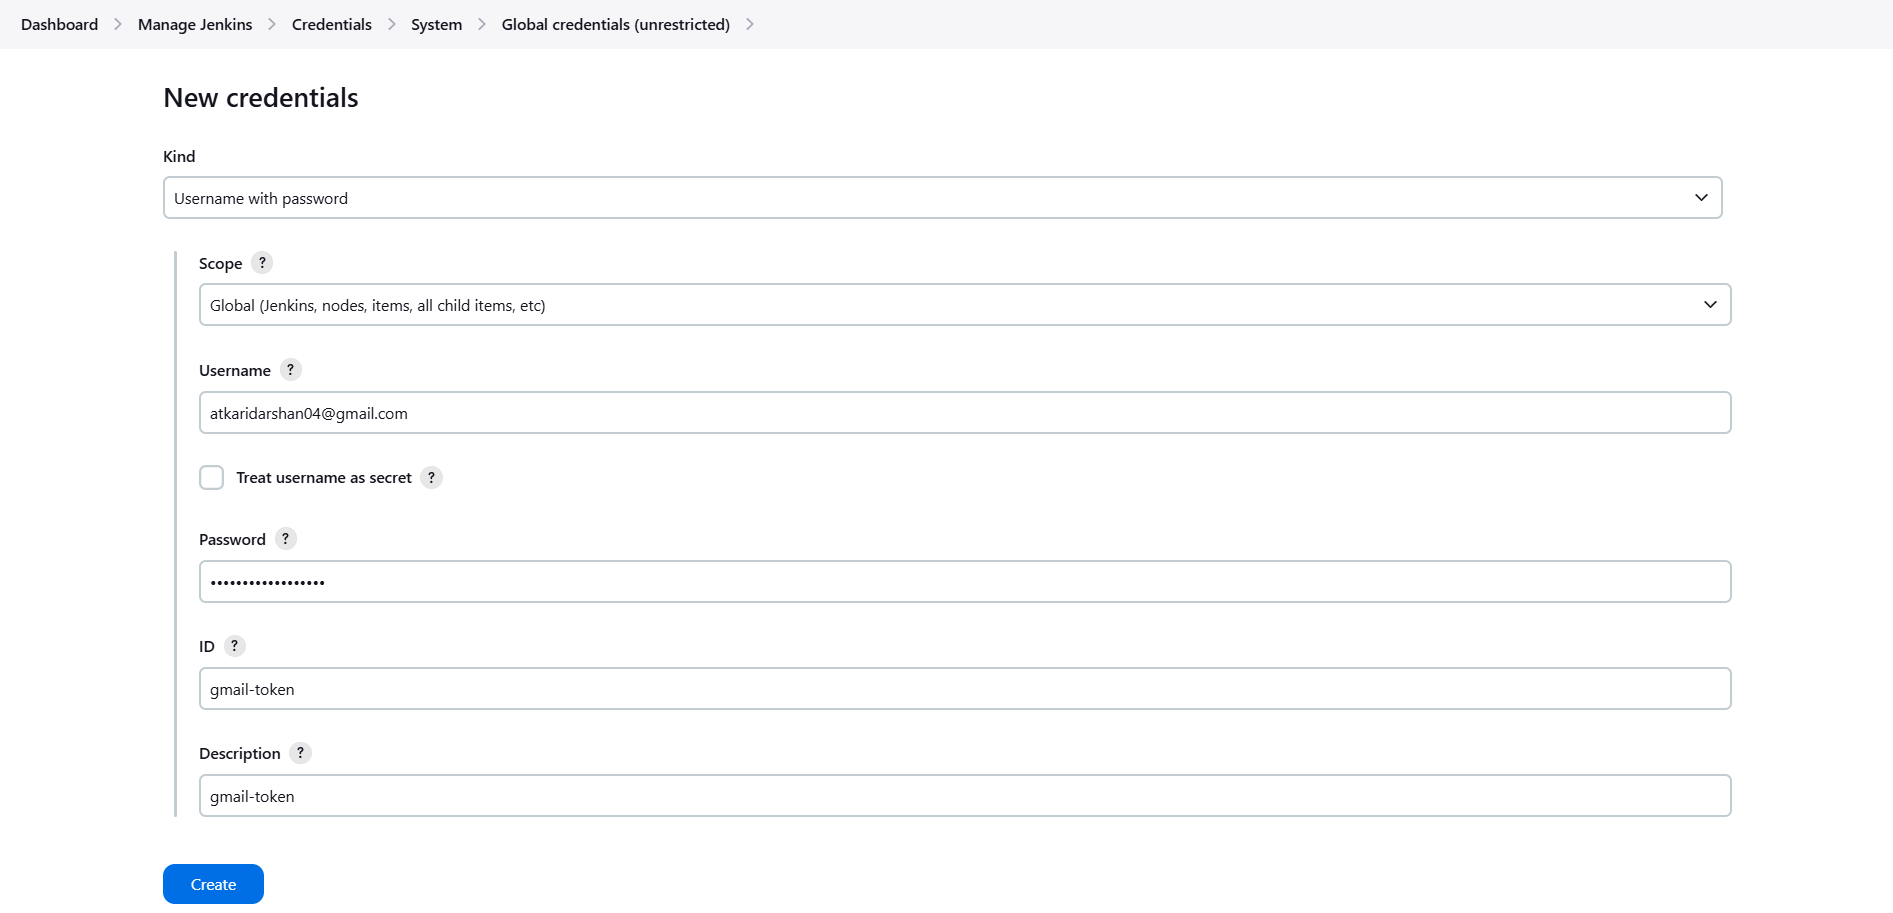 Dashboard > Manage Jenkins > Credentials > System > Global credentials (unrestricted) >
New credentials
Kind
Username with password
Scope ?
Global (Jenkins, nodes, items, all child items, etc)
Username ?
atkaridarshan04@gmail.com
Treat username as secret ?
Password ?
••••••••••••••••••
ID ?
gmail-token
Description ?
gmail-token
Create